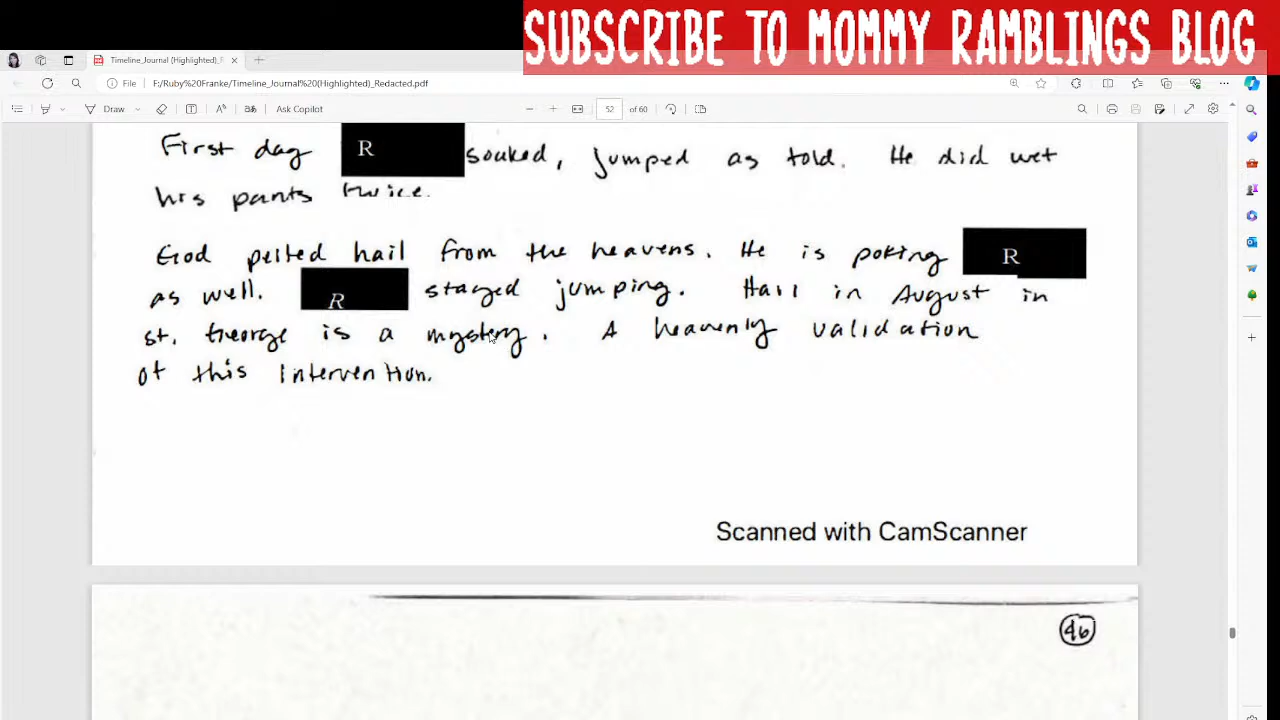 SUBSCRIBE TO MOMMY RAMBLINGS BLOG
Timeline_Journal (Highlighted)_R
File F:/Ruby%20Franke/Timeline_Journal%20(Highlighted)_Redacted.pdf
Draw Ask Copilot 52 of 60
First day R soaked, jumped as told. He did wet
his pants twice.
God pelted hail from the heavens. He is poking R
as well. R stayed jumping. Hail in August in
St. George is a mystery. A heavenly validation
of this intervention.
Scanned with CamScanner
46